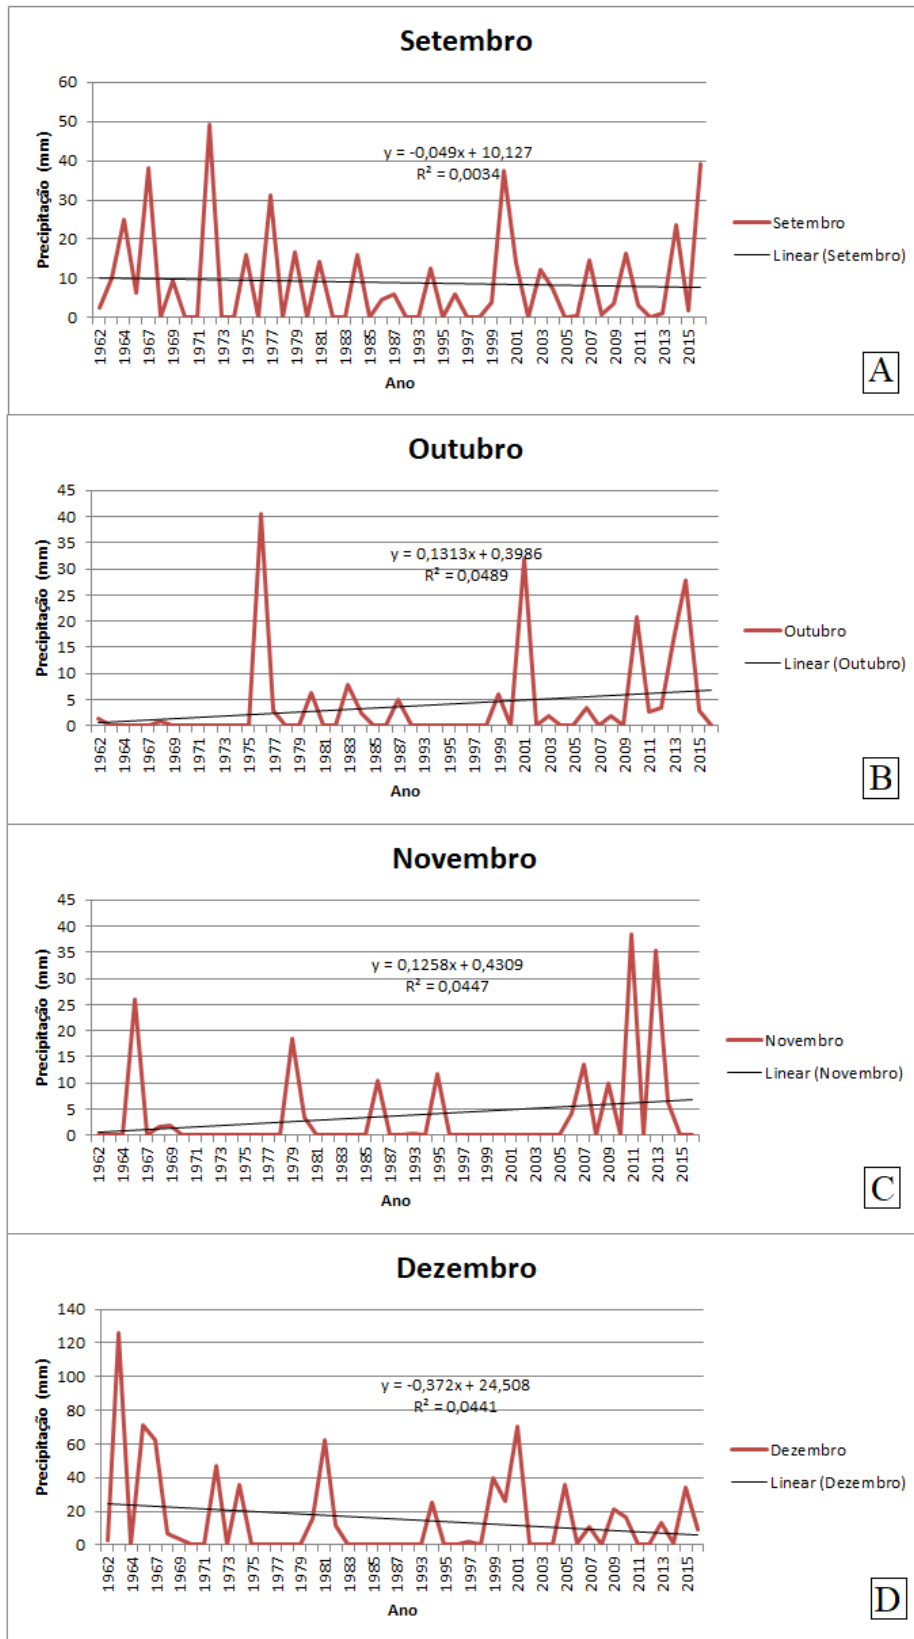 Setembro
60
50
40
30
20
10
0
Precipitação (mm)
y = -0,049x + 10,127
R² = 0,0034
1962 1964 1967 1969 1971 1973 1975 1977 1979 1981 1983 1985 1987 1993 1995 1997 1999 2001 2003 2005 2007 2009 2011 2013 2015
Ano
Setembro
Linear (Setembro)
A
Outubro
45
40
35
30
25
20
15
10
5
0
Precipitação (mm)
y = 0,1313x + 0,3986
R² = 0,0489
1962 1964 1967 1969 1971 1973 1975 1977 1979 1981 1983 1985 1987 1993 1995 1997 1999 2001 2003 2005 2007 2009 2011 2013 2015
Ano
Outubro
Linear (Outubro)
B
Novembro
45
40
35
30
25
20
15
10
5
0
Precipitação (mm)
y = 0,1258x + 0,4309
R² = 0,0447
1962 1964 1967 1969 1971 1973 1975 1977 1979 1981 1983 1985 1987 1993 1995 1997 1999 2001 2003 2005 2007 2009 2011 2013 2015
Ano
Novembro
Linear (Novembro)
C
Dezembro
140
120
100
80
60
40
20
0
Precipitação (mm)
y = -0,372x + 24,508
R² = 0,0441
1962 1964 1967 1969 1971 1973 1975 1977 1979 1981 1983 1985 1987 1993 1995 1997 1999 2001 2003 2005 2007 2009 2011 2013 2015
Ano
Dezembro
Linear (Dezembro)
D